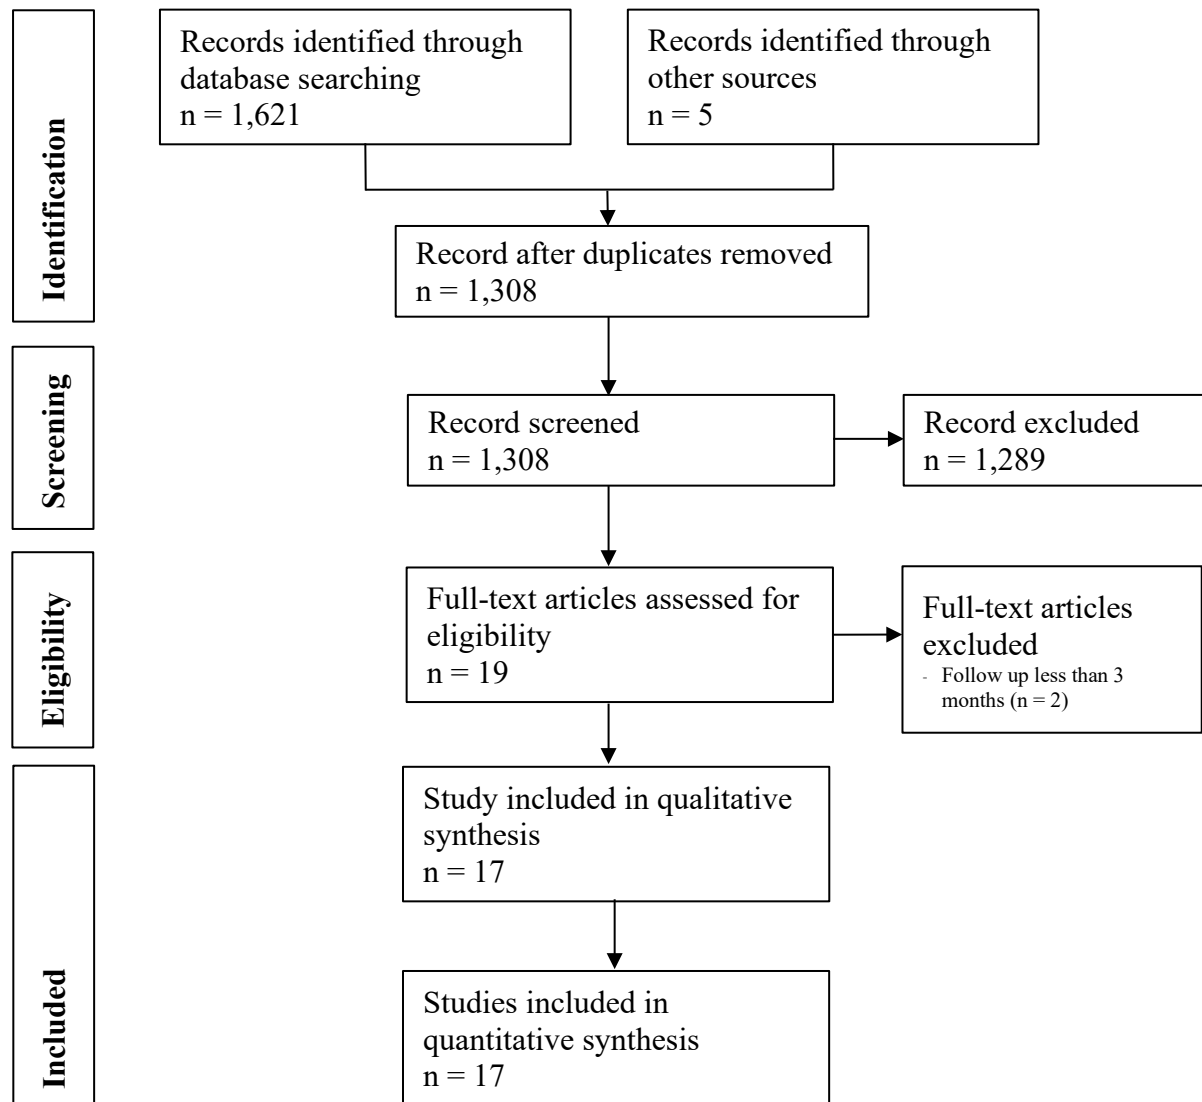 Identification
Records identified through
database searching
n = 1,621
Records identified through
other sources
n = 5
Record after duplicates removed
n = 1,308
Screening
Record screened
n = 1,308
Record excluded
n = 1,289
Eligibility
Full-text articles assessed for
eligibility
n = 19
Full-text articles
excluded
- Follow up less than 3
months (n = 2)
Included
Study included in qualitative
synthesis
n = 17
Studies included in
quantitative synthesis
n = 17